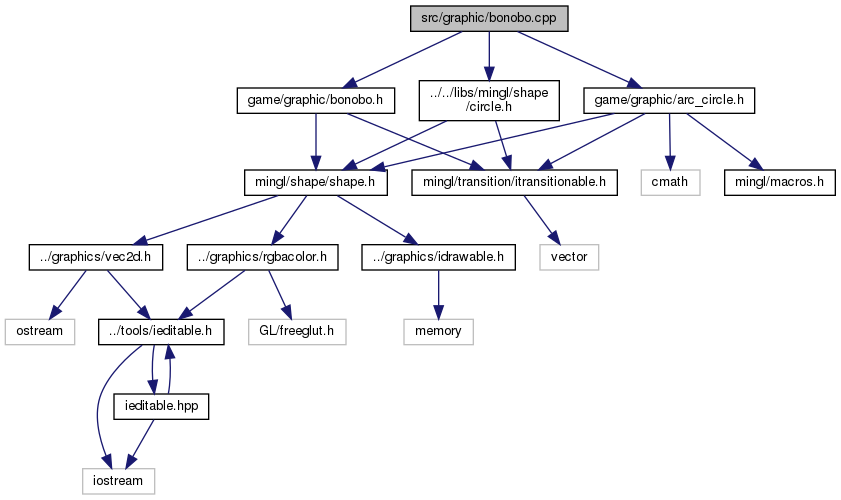 src/graphic/bonobo.cpp
game/graphic/bonobo.h
../../libs/mingl/shape
/circle.h
game/graphic/arc_circle.h
mingl/shape/shape.h
mingl/transition/itransitionable.h
cmath
mingl/macros.h
../graphics/vec2d.h
../graphics/rgbacolor.h
../graphics/idrawable.h
vector
ostream
../tools/ieditable.h
GL/freeglut.h
memory
ieditable.hpp
iostream